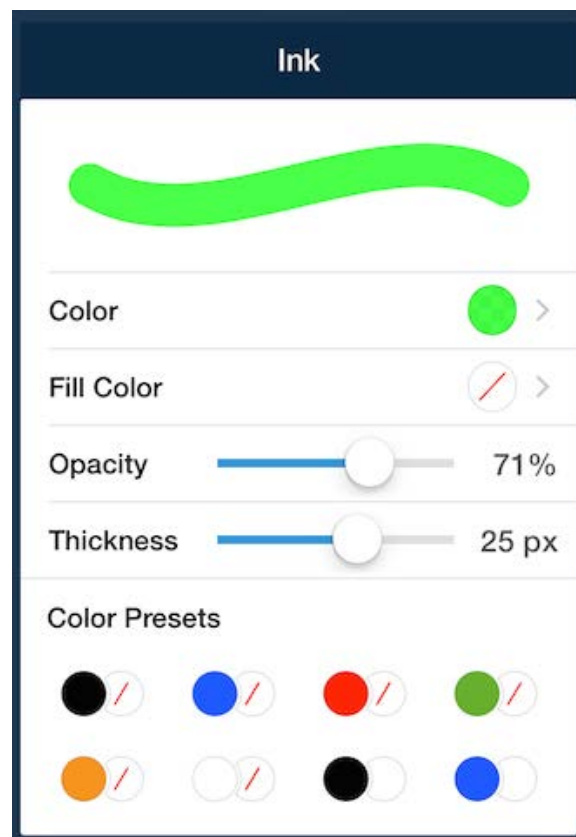 Ink
Color
Fill Color
Opacity 71%
Thickness 25 px
Color Presets